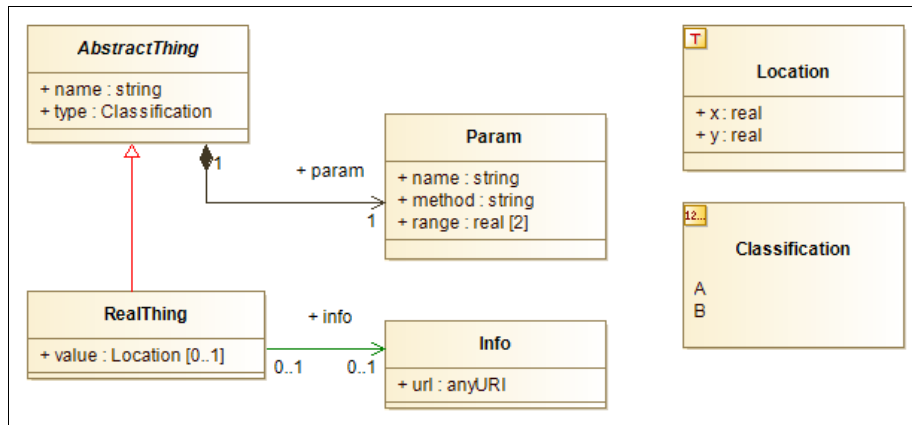 AbstractThing
+ name : string
+ type : Classification
1
+ param
1
Param
+ name : string
+ method : string
+ range : real [2]
RealThing
+ value : Location [0..1]
+ info
0..1
0..1
Info
+ url : anyURI
T
Location
+ x : real
+ y : real
12...
Classification
A
B